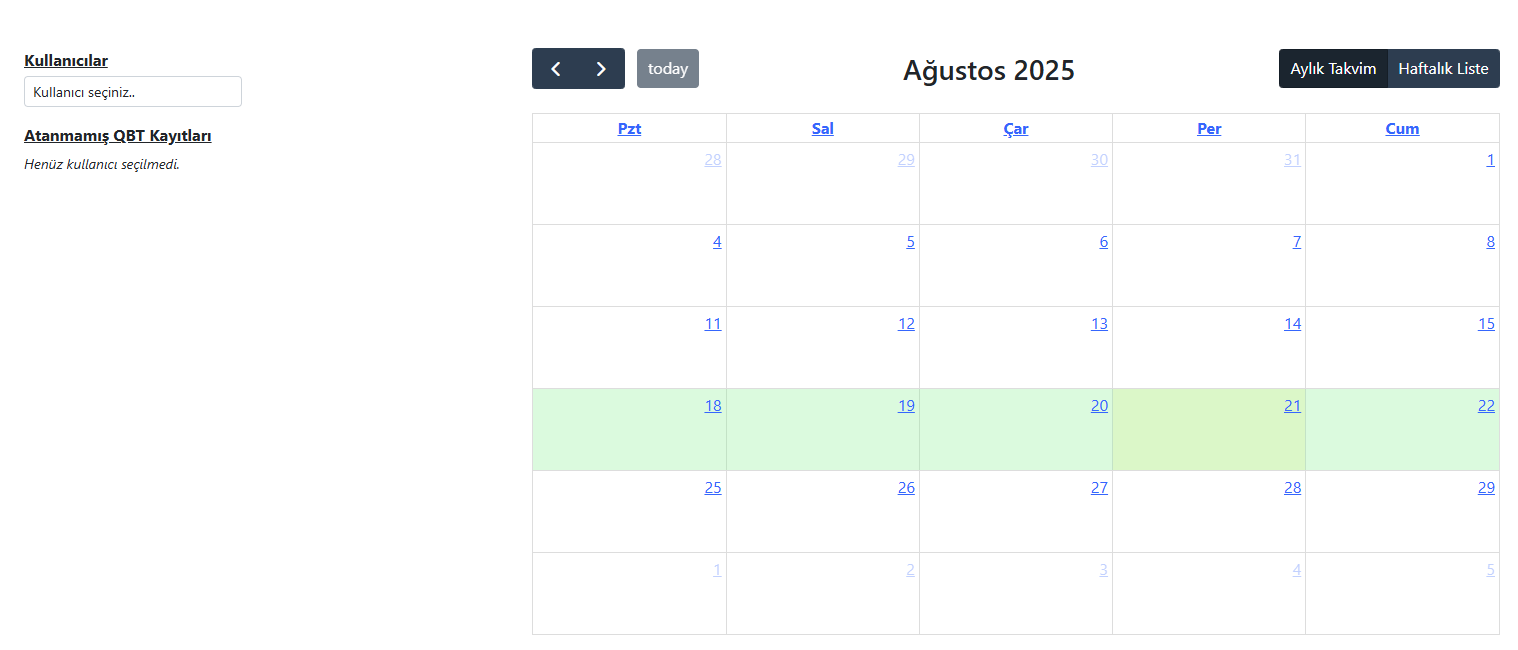 Kullanıcılar
Kullanıcı seçiniz..
Atanmamış QBT Kayıtları
Henüz kullanıcı seçilmedi.
today
Ağustos 2025
Aylık Takvim Haftalık Liste
Pzt Sal Çar Per Cum
28 29 30 31 1
4 5 6 7 8
11 12 13 14 15
18 19 20 21 22
25 26 27 28 29
1 2 3 4 5